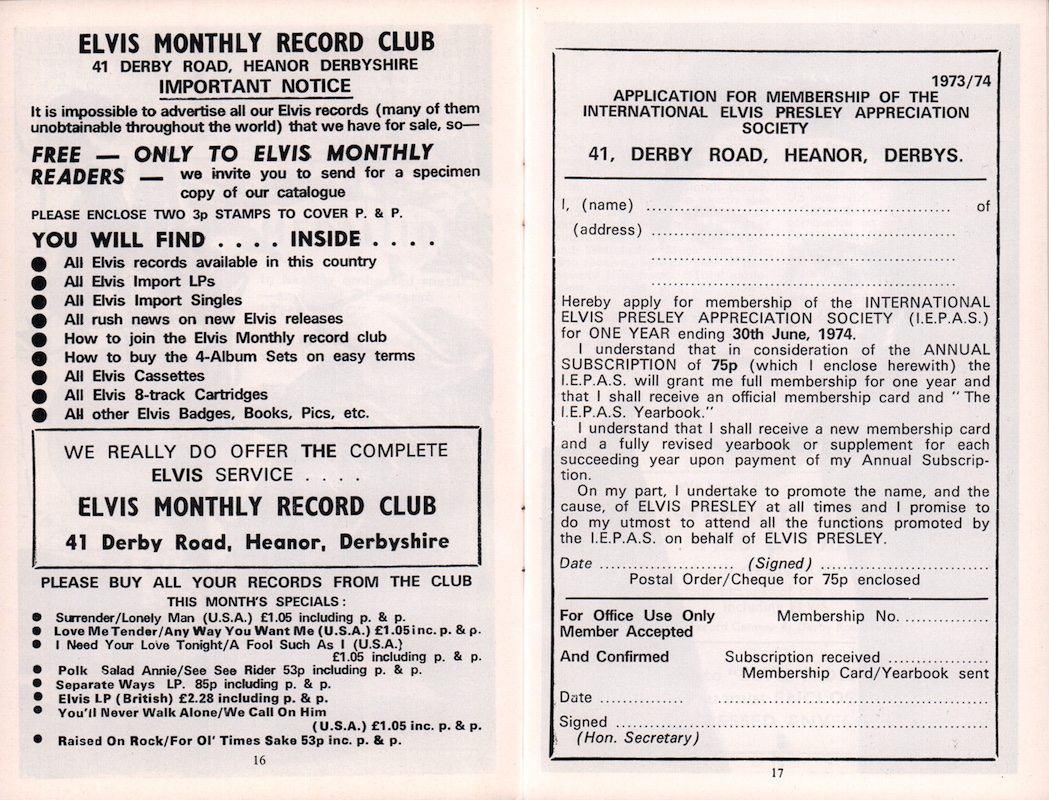 ELVIS MONTHLY RECORD CLUB
41 DERBY ROAD, HEANOR DERBYSHIRE
IMPORTANT NOTICE
It is impossible to advertise all our Elvis records (many of them
unobtainable throughout the world) that we have for sale, so—
FREE — ONLY TO ELVIS MONTHLY
READERS — we invite you to send for a specimen
copy of our catalogue
PLEASE ENCLOSE TWO 3p STAMPS TO COVER P. & P.
YOU WILL FIND . . . . INSIDE . . . .
● All Elvis records available in this country
● All Elvis Import LPs
● All Elvis Import Singles
● All rush news on new Elvis releases
● How to join the Elvis Monthly record club
● How to buy the 4-Album Sets on easy terms
● All Elvis Cassettes
● All Elvis 8-track Cartridges
● All other Elvis Badges, Books, Pics, etc.
WE REALLY DO OFFER THE COMPLETE
ELVIS SERVICE . . . .
ELVIS MONTHLY RECORD CLUB
41 Derby Road, Heanor, Derbyshire
PLEASE BUY ALL YOUR RECORDS FROM THE CLUB
THIS MONTH'S SPECIALS :
● Surrender/Lonely Man (U.S.A.) £1.05 including p. & p.
● Love Me Tender/Any Way You Want Me (U.S.A.) £1.05 inc. p. & p.
● I Need Your Love Tonight/A Fool Such As I (U.S.A.)
£1.05 including p. & p.
● Polk Salad Annie/See See Rider 53p including p. & p.
● Separate Ways LP. 85p including p. & p.
● Elvis LP (British) £2.28 including p. & p.
● You'll Never Walk Alone/We Call On Him
(U.S.A.) £1.05 inc. p. & p.
● Raised On Rock/For Ol' Times Sake 53p inc. p. & p.
16
1973/74
APPLICATION FOR MEMBERSHIP OF THE
INTERNATIONAL ELVIS PRESLEY APPRECIATION
SOCIETY
41, DERBY ROAD, HEANOR, DERBYS.
I, (name) ........................................ of
(address) ........................................
........................................
........................................
Hereby apply for membership of the INTERNATIONAL
ELVIS PRESLEY APPRECIATION SOCIETY (I.E.P.A.S.)
for ONE YEAR ending 30th June, 1974.
I understand that in consideration of the ANNUAL
SUBSCRIPTION of 75p (which I enclose herewith) the
I.E.P.A.S. will grant me full membership for one year and
that I shall receive an official membership card and "The
I.E.P.A.S. Yearbook."
I understand that I shall receive a new membership card
and a fully revised yearbook or supplement for each
succeeding year upon payment of my Annual Subscrip-
tion.
On my part, I undertake to promote the name, and the
cause, of ELVIS PRESLEY at all times and I promise to
do my utmost to attend all the functions promoted by
the I.E.P.A.S. on behalf of ELVIS PRESLEY.
Date ........................ (Signed) ..............................
Postal Order/Cheque for 75p enclosed
For Office Use Only Membership No. ...............
Member Accepted
And Confirmed Subscription received ..................
Membership Card/Yearbook sent
Date ............... ........................................
Signed ............................................................
(Hon. Secretary)
17